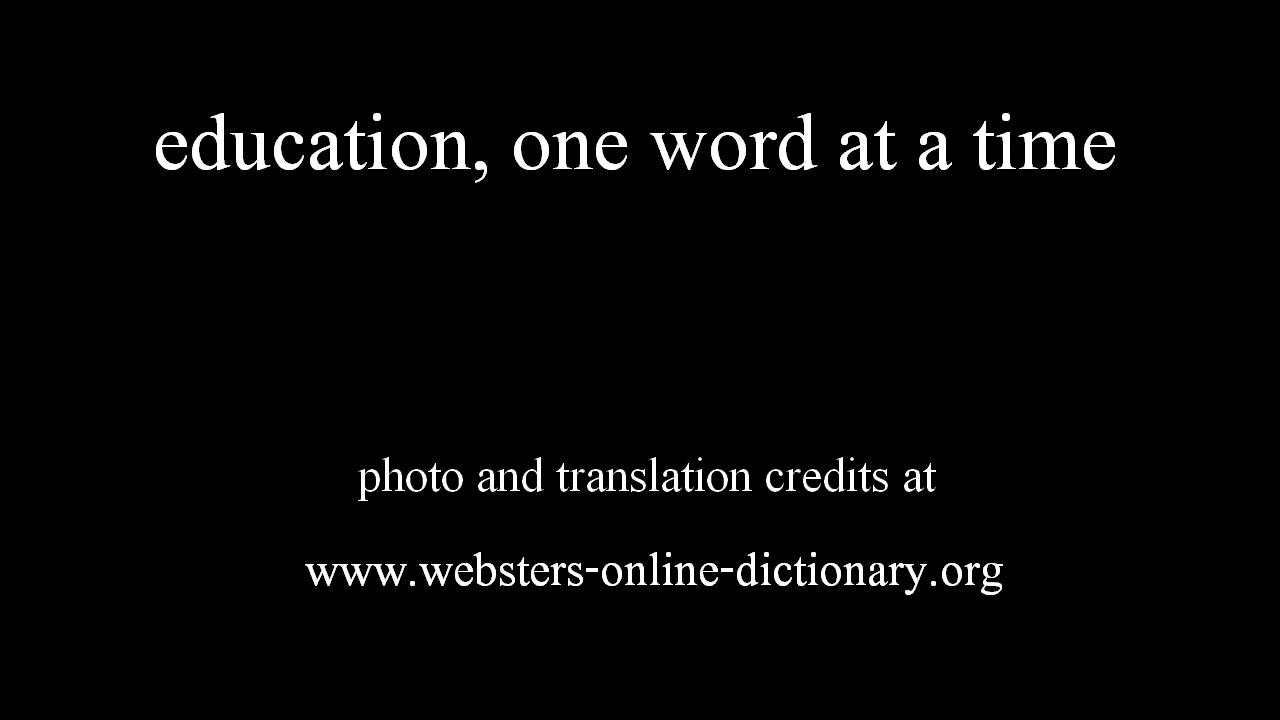 education, one word at a time
photo and translation credits at
www.websters-online-dictionary.org